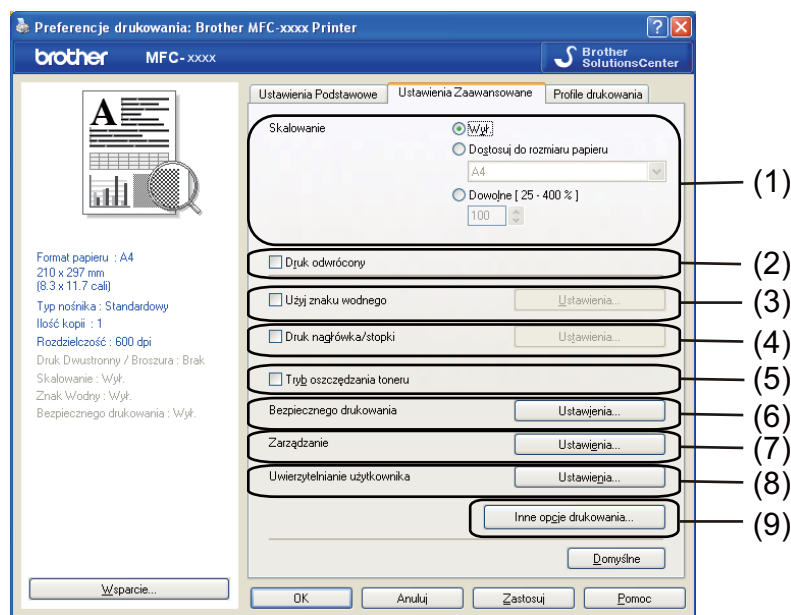 Preferencje drukowania: Brother MFC-xxxx Printer
brother MFC-xxxx
Brother
SolutionsCenter
Ustawienia Podstawowe Ustawienia Zaawansowane Profile drukowania
A
Format papieru : A4
210 x 297 mm
(8.3 x 11.7 cali)
Typ nośnika : Standardowy
Ilość kopii : 1
Rozdzielczość : 600 dpi
Druk Dwustronny / Broszura : Brak
Skalowanie : Wył.
Znak Wodny : Wył.
Bezpiecznego drukowania : Wył.
Wsparcie...
Skalowanie
Wył.
Dostosuj do rozmiaru papieru
A4
Dowolne [ 25 - 400 % ]
100
(1)
Druk odwrócony (2)
Użyj znaku wodnego Ustawienia... (3)
Druk nagłówka/stopki Ustawienia... (4)
Tryb oszczędzania toneru (5)
Bezpiecznego drukowania Ustawienia... (6)
Zarządzanie Ustawienia... (7)
Uwierzytelnianie użytkownika Ustawienia... (8)
Inne opcje drukowania... (9)
Domyślne
OK Anuluj Zastosuj Pomoc